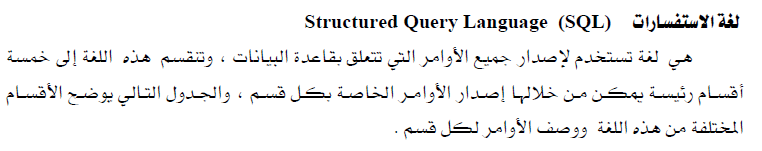 لغة الاستفسارات Structured Query Language (SQL)
هي لغة تستخدم لإصدار جميع الأوامر التي تتعلق بقاعدة البيانات ، وتنقسم هذه اللغة إلى خمسة
أقسام رئيسة يمكن من خلالها إصدار الأوامر الخاصة بكل قسم ، والجدول التالي يوضح الأقسام
المختلفة من هذه اللغة ووصف الأوامر لكل قسم .